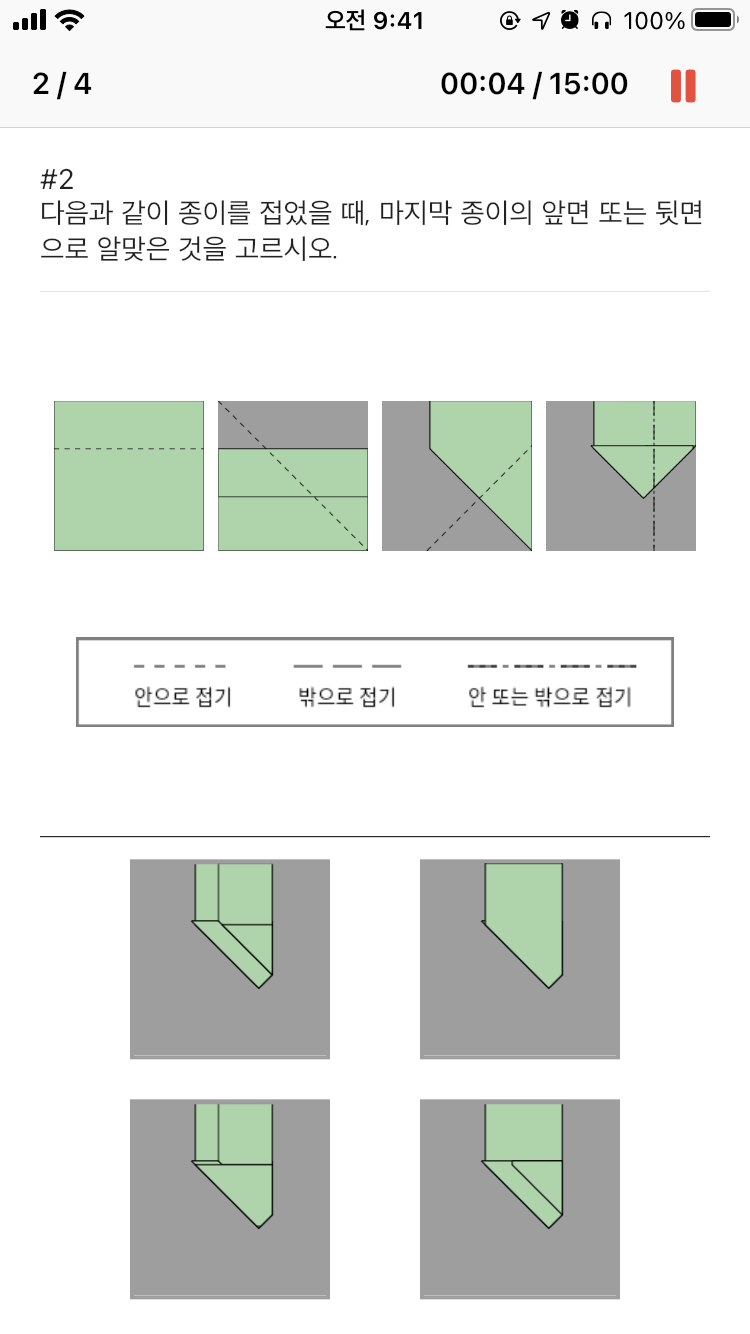 오전 9:41
100%
2 / 4
00:04 / 15:00
#2
다음과 같이 종이를 접었을 때, 마지막 종이의 앞면 또는 뒷면
으로 알맞은 것을 고르시오.
안으로 접기
밖으로 접기
안 또는 밖으로 접기